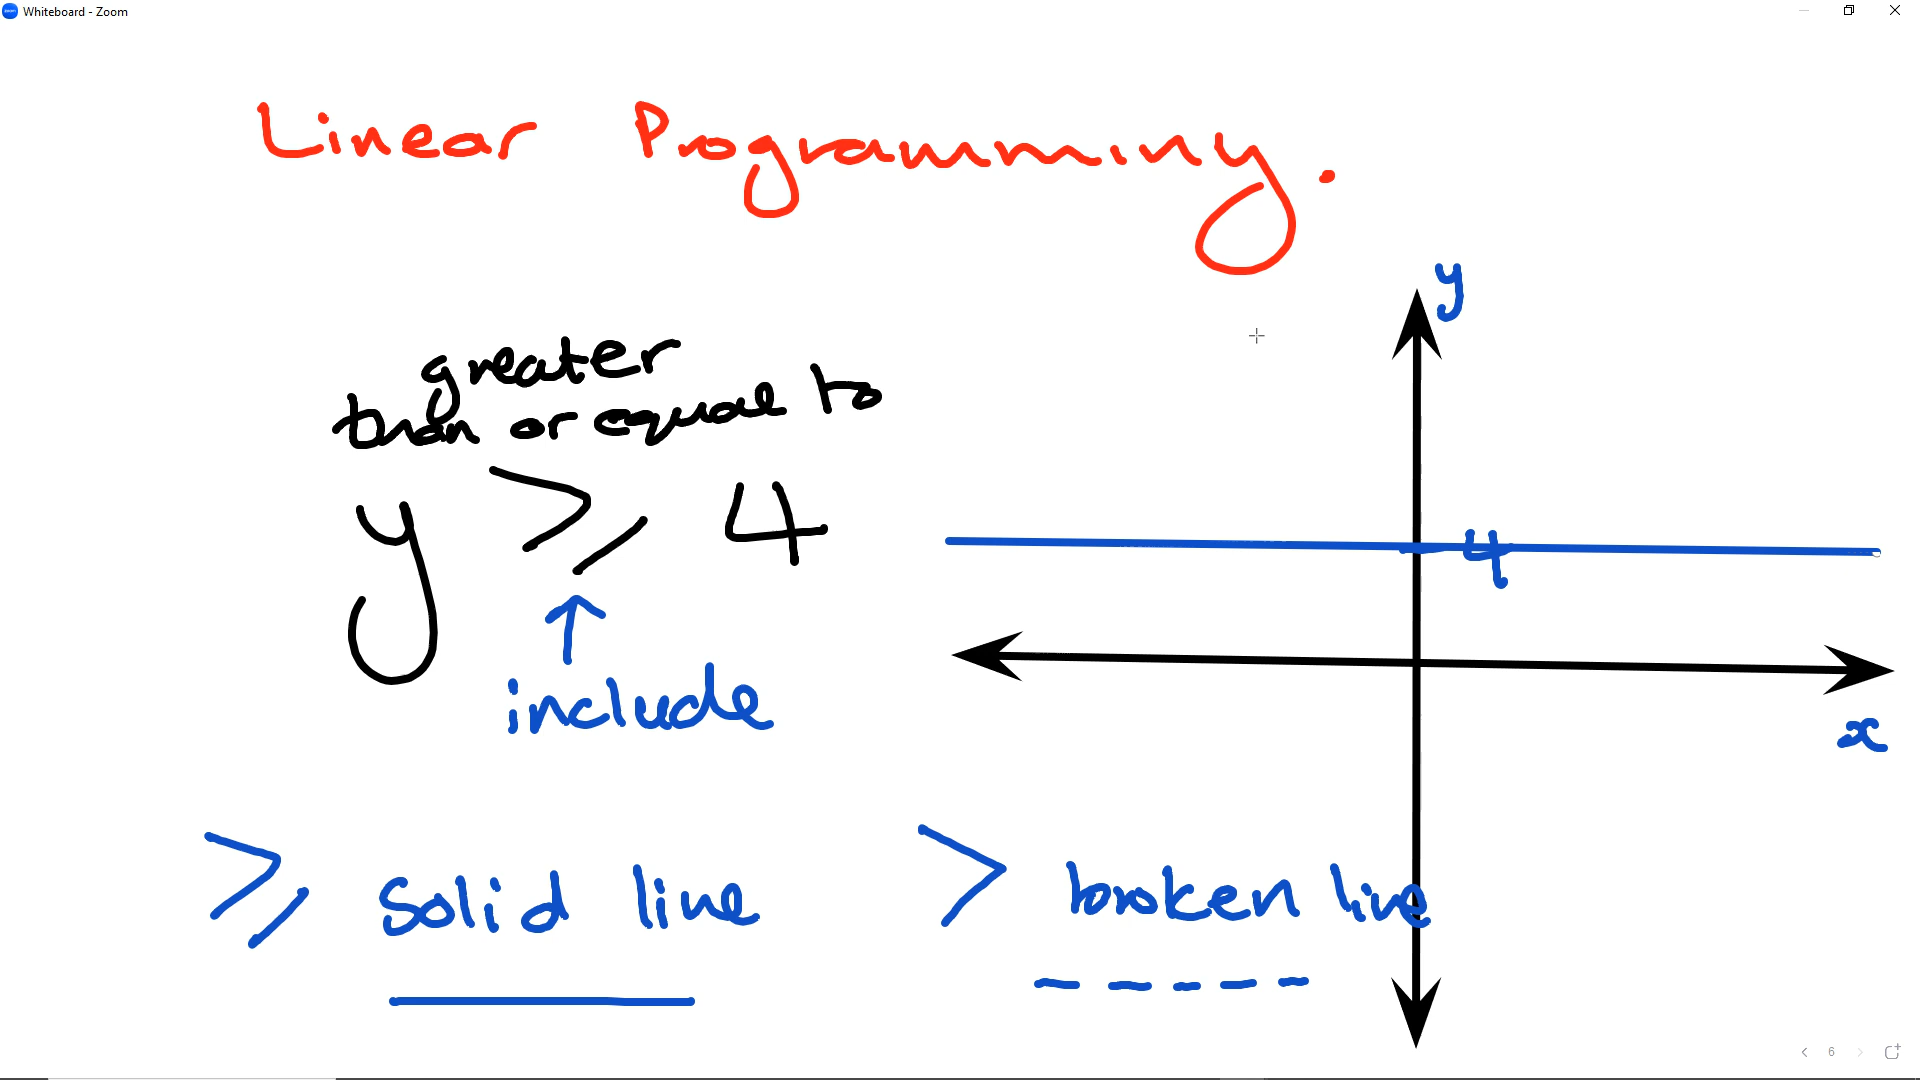 Whiteboard - Zoom
Linear Programming.
y
greater
than or equal to
y ⩾ 4
4
include
x
⩾ solid line
> broken line
6